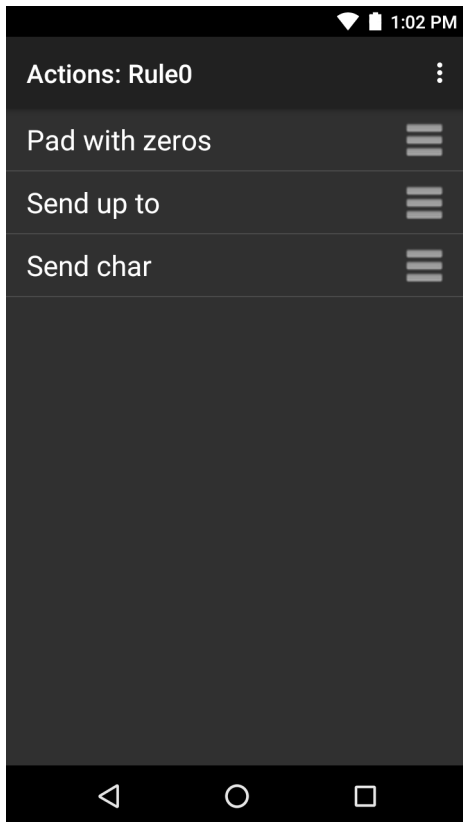 1:02 PM
Actions: Rule0
Pad with zeros
Send up to
Send char